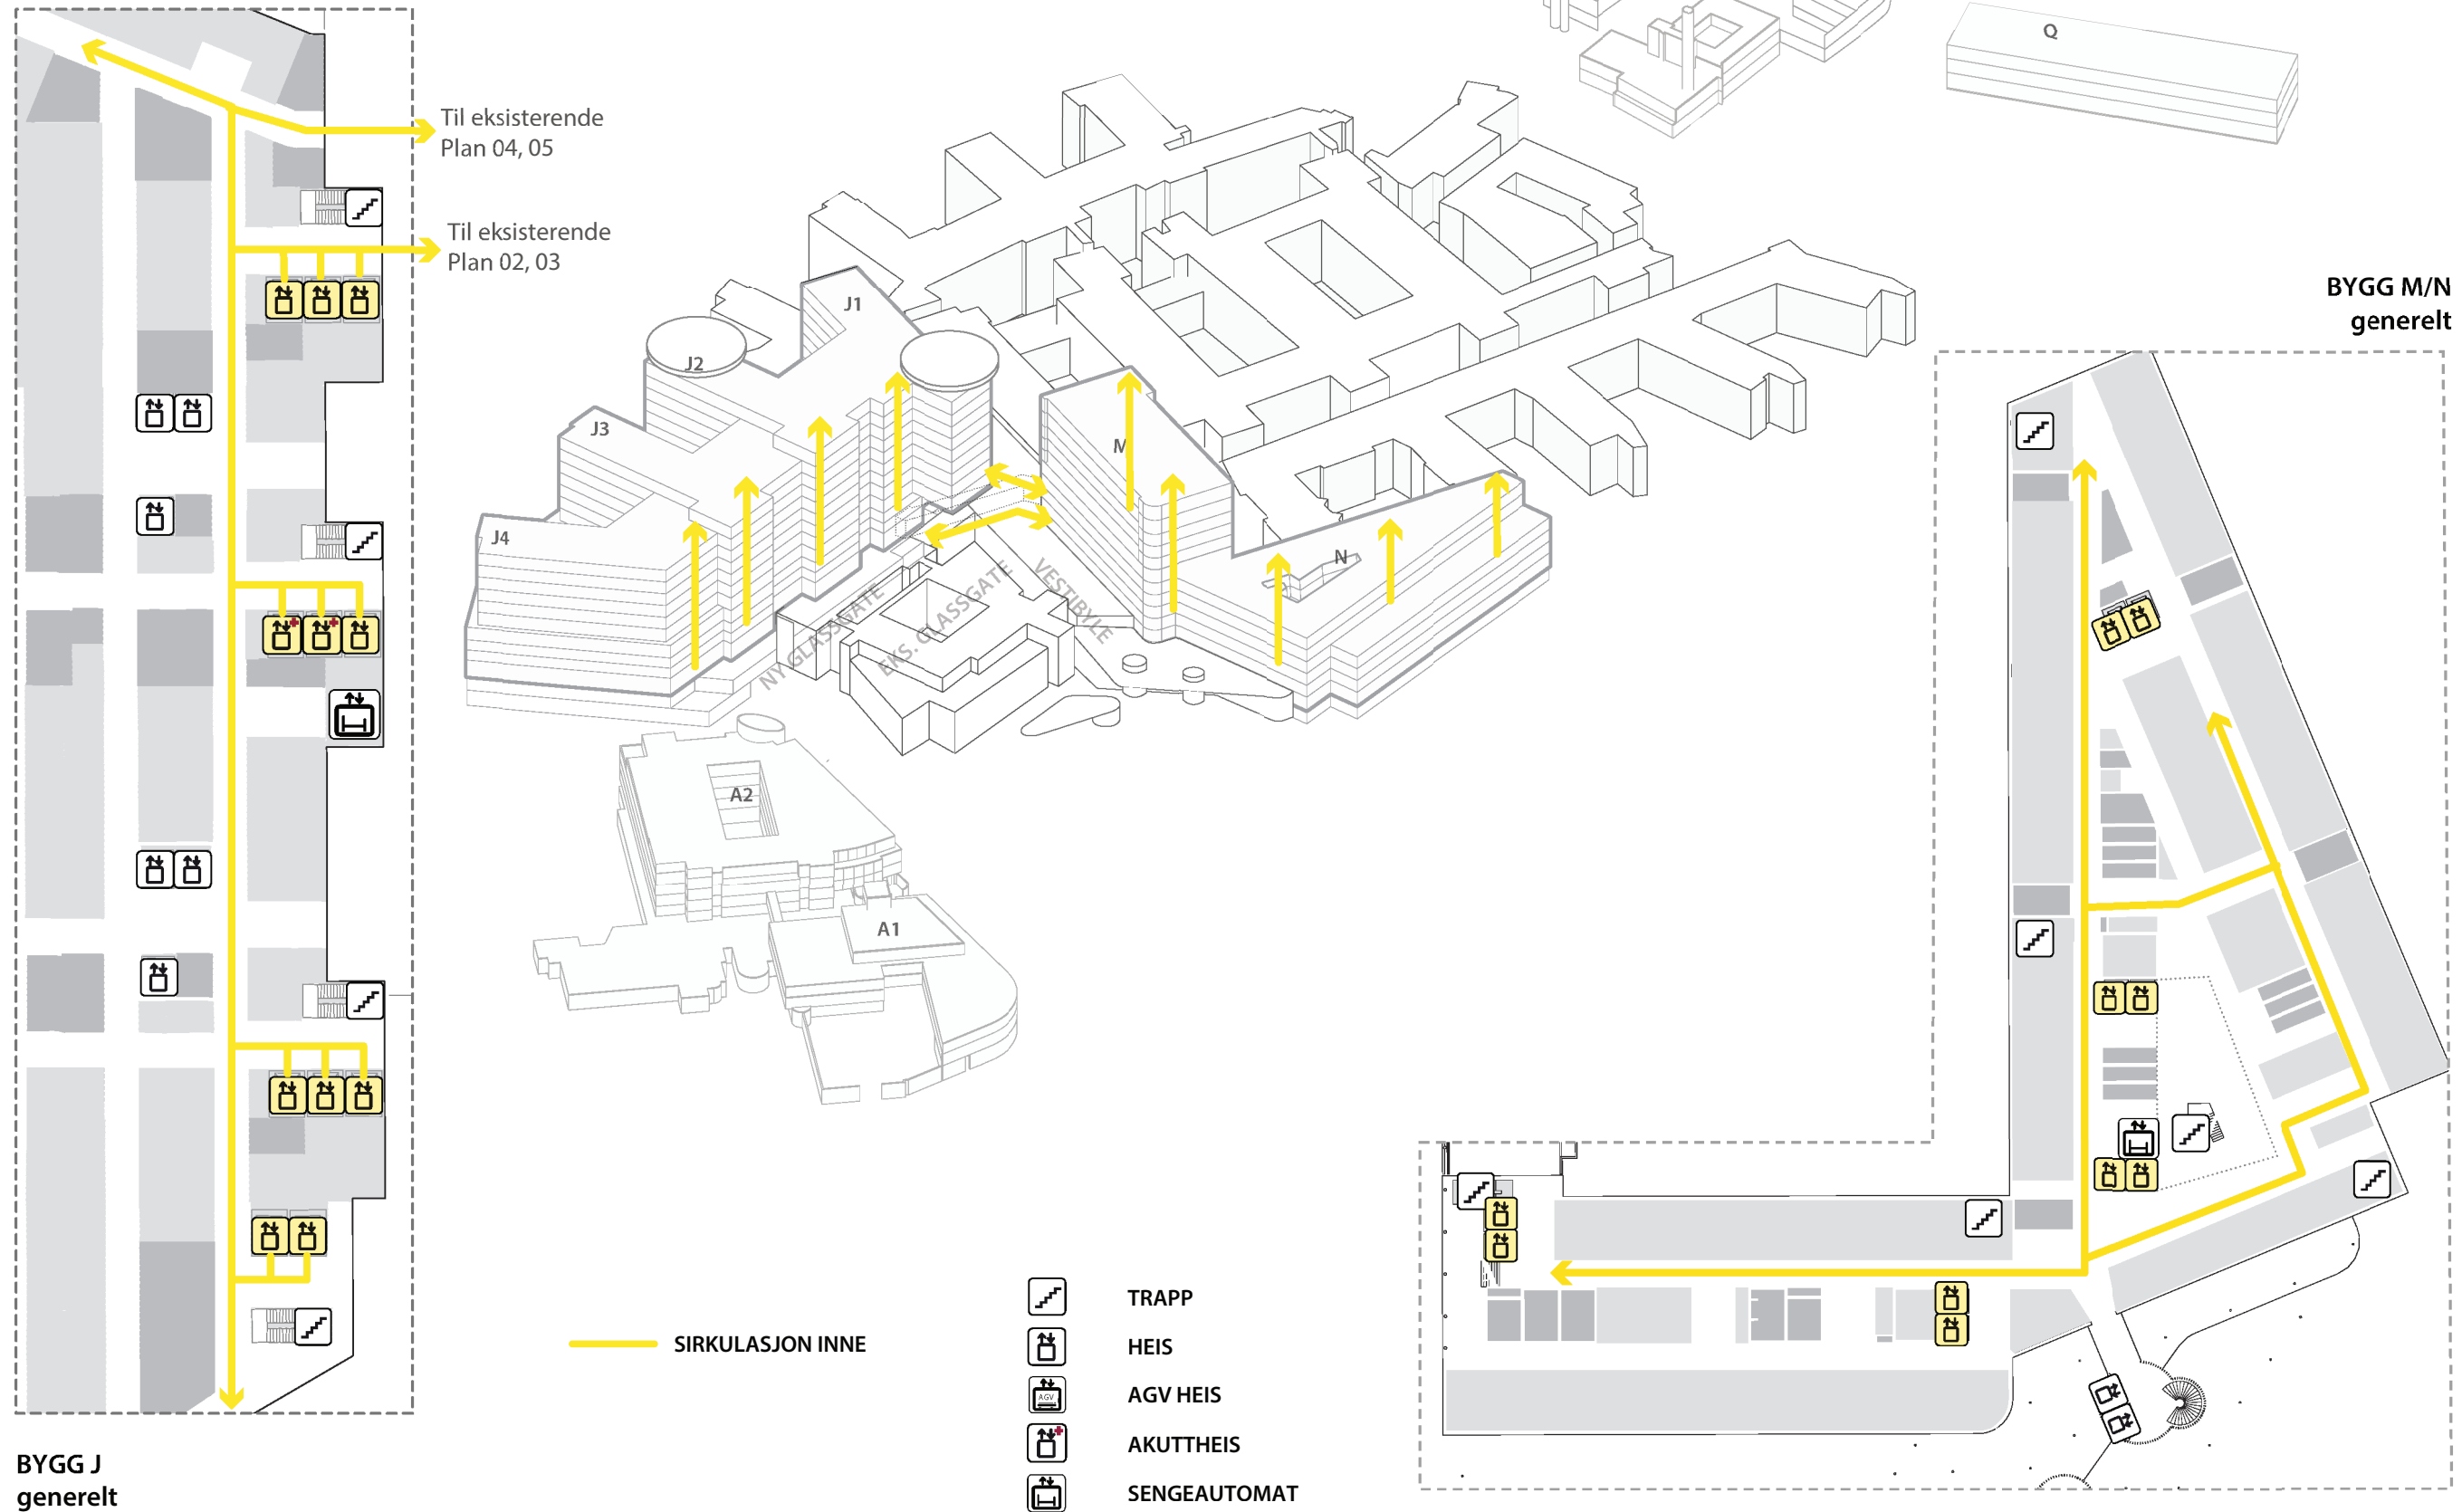 Q
Til eksisterende
Plan 04, 05
Til eksisterende
Plan 02, 03
BYGG M/N
generelt
J1
J2
J3
J4
M
N
NY GLASSGATE
EKS. GLASSGATE
VESTIBYLE
A2
A1
SIRKULASJON INNE
TRAPP
HEIS
AGV
AGV HEIS
AKUTTHEIS
SENGEAUTOMAT
BYGG J
generelt